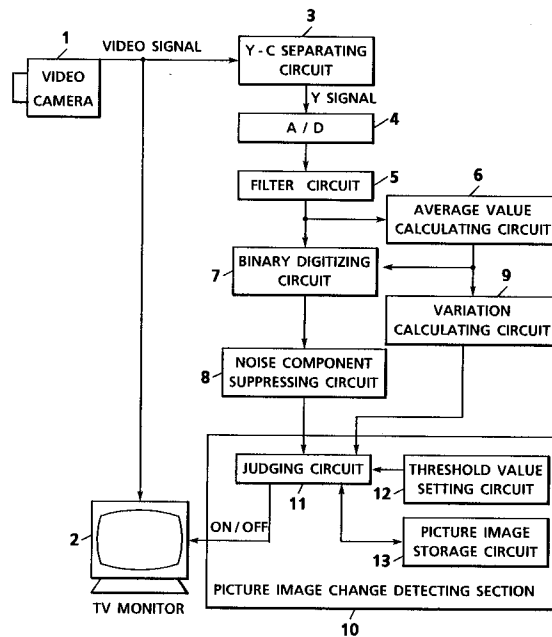 1
VIDEO SIGNAL
3
VIDEO
CAMERA
Y-C SEPARATING
CIRCUIT
Y SIGNAL
A / D
4
FILTER CIRCUIT
5
6
AVERAGE VALUE
CALCULATING CIRCUIT
7
BINARY DIGITIZING
CIRCUIT
9
VARIATION
CALCULATING CIRCUIT
8
NOISE COMPONENT
SUPPRESSING CIRCUIT
JUDGING CIRCUIT
11
THRESHOLD VALUE
SETTING CIRCUIT
12
ON / OFF
2
PICTURE IMAGE
STORAGE CIRCUIT
13
TV MONITOR
PICTURE IMAGE CHANGE DETECTING SECTION
10